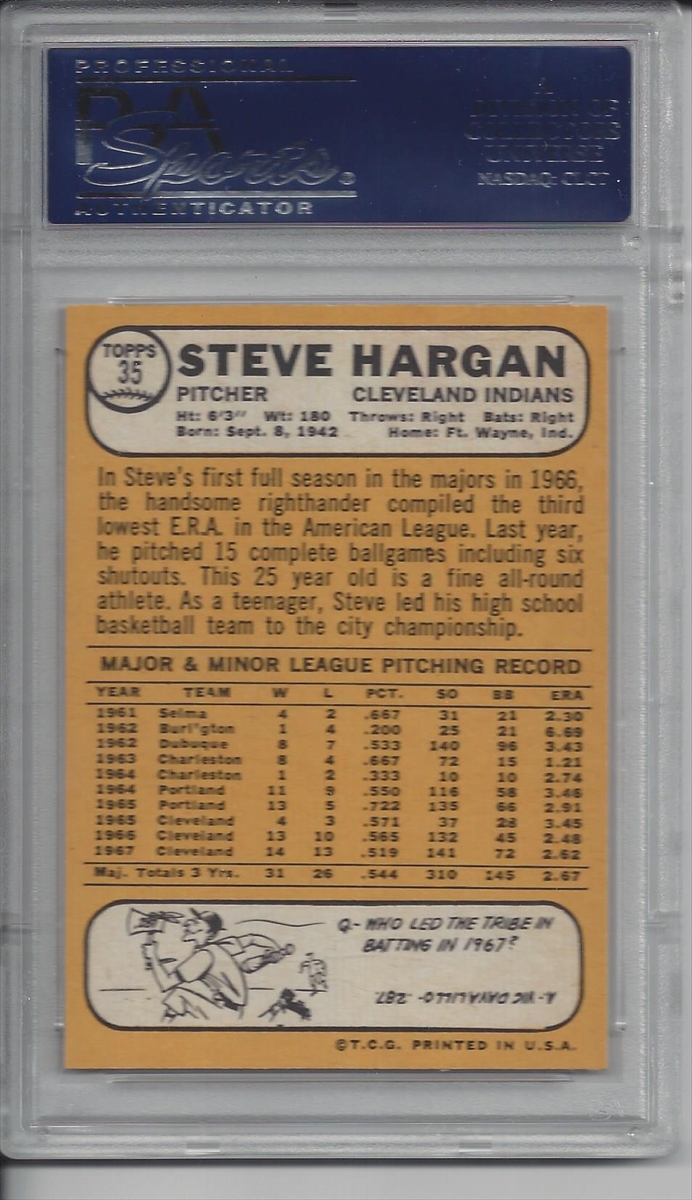 PROFESSIONAL
PSA
Sports
AUTHENTICATOR
A
DIVISION OF
COLLECTORS
UNIVERSE
NASDAQ: CLCT
TOPPS
35
STEVE HARGAN
PITCHER CLEVELAND INDIANS
Ht: 6'3" Wt: 180 Throws: Right Bats: Right
Born: Sept. 8, 1942 Home: Ft. Wayne, Ind.
In Steve's first full season in the majors in 1966,
the handsome righthander compiled the third
lowest E.R.A. in the American League. Last year,
he pitched 15 complete ballgames including six
shutouts. This 25 year old is a fine all-round
athlete. As a teenager, Steve led his high school
basketball team to the city championship.
MAJOR & MINOR LEAGUE PITCHING RECORD
YEAR TEAM W L PCT. SO BB ERA
1961 Selma 4 2 .667 31 21 2.30
1962 Burl'gton 1 4 .200 25 21 6.69
1962 Dubuque 8 7 .533 140 96 3.43
1963 Charleston 8 4 .667 72 15 1.21
1964 Charleston 1 2 .333 10 10 2.74
1964 Portland 11 9 .550 116 58 3.46
1965 Portland 13 5 .722 135 66 2.91
1965 Cleveland 4 3 .571 37 28 3.45
1966 Cleveland 13 10 .565 132 45 2.48
1967 Cleveland 14 13 .519 141 72 2.62
Maj. Totals 3 Yrs. 31 26 .544 310 145 2.67
Q- WHO LED THE TRIBE IN
BATTING IN 1967?
A- VIC DAVALILLO- .287.
©T.C.G. PRINTED IN U.S.A.